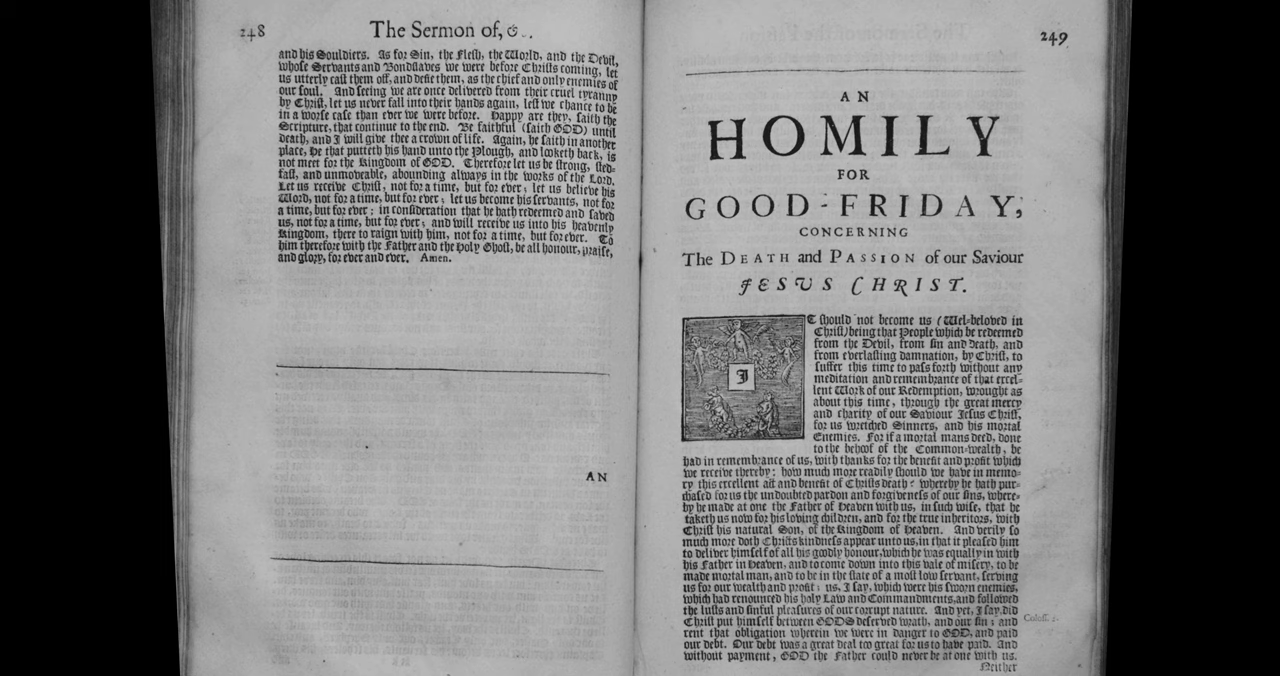 248 The Sermon of, &c.
and his Souldiers. As for Sin, the Flesh, the World, and the Devil,
whose Servants and Bondslaves we were before Christs coming, let
us utterly cast them off, and defie them, as the chief and only enemies of
our soul. And seeing we are once delivered from their cruel tyranny
by Christ, let us never fall into their hands again, lest we chance to be
in a worse case than ever we were before. Happy are they, saith the
Scripture, that continue to the end. Be faithful (saith GOD) until
death, and I will give thee a crown of life. Again, he saith in another
place, He that putteth his hand unto the Plough, and looketh back, is
not meet for the Kingdom of GOD. Therefore let us be strong, sted-
fast, and unmoveable, abounding always in the works of the Lord.
Let us receive Christ, not for a time, but for ever; let us believe his
Word, not for a time, but for ever; let us become his servants, not for
a time, but for ever; in consideration that he hath redeemed and saved
us, not for a time, but for ever; and will receive us into his heavenly
Kingdom, there to raign with him, not for a time, but for ever. To
him therefore with the Father and the Holy Ghost, be all honour, praise,
and glory, for ever and ever. Amen.
AN
249
AN
HOMILY
FOR
GOOD-FRIDAY,
CONCERNING
The DEATH and PASSION of our Saviour
JESUS CHRIST.
IT should not become us (Wel-beloved in
Christ) being that People which be redeemed
from the Devil, from sin and death, and
from everlasting damnation, by Christ, to
suffer this time to pass forth without any
meditation and remembrance of that excel-
lent Work of our Redemption, wrought as
about this time, through the great mercy
and charity of our Saviour Jesus Christ,
for us wretched Sinners, and his mortal
Enemies. For if a mortal mans deed, done
to the behoof of the Common-wealth, be
had in remembrance of us, with thanks for the benefit and profit which
we receive thereby: how much more readily should we have in memo-
ry this excellent act and benefit of Christs death? whereby he hath pur-
chased for us the undoubted pardon and forgiveness of our sins, where-
by he made at one the Father of Heaven with us, in such wise, that he
taketh us now for his loving children, and for the true inheritors, with
Christ his natural Son, of the Kingdom of Heaven. And verily so
much more doth Christs kindness appear unto us, in that it pleased him
to deliver himself of all his goodly honour, which he was equally in with
his Father in Heaven, and to come down into this vale of misery, to be
made mortal man, and to be in the state of a most low servant, serving
us for our wealth and profit; us, I say, which were his sworn enemies,
which had renounced his holy Law and Commandments, and followed
the lusts and sinful pleasures of our corrupt nature. And yet, I say, did
Christ put himself between GODS deserved wrath, and our sin; and
rent that obligation wherein we were in danger to GOD, and paid
our debt. Our debt was a great deal too great for us to have paid. And
without payment, GOD the Father could never be at one with us.
Coloss. 2.
Neither